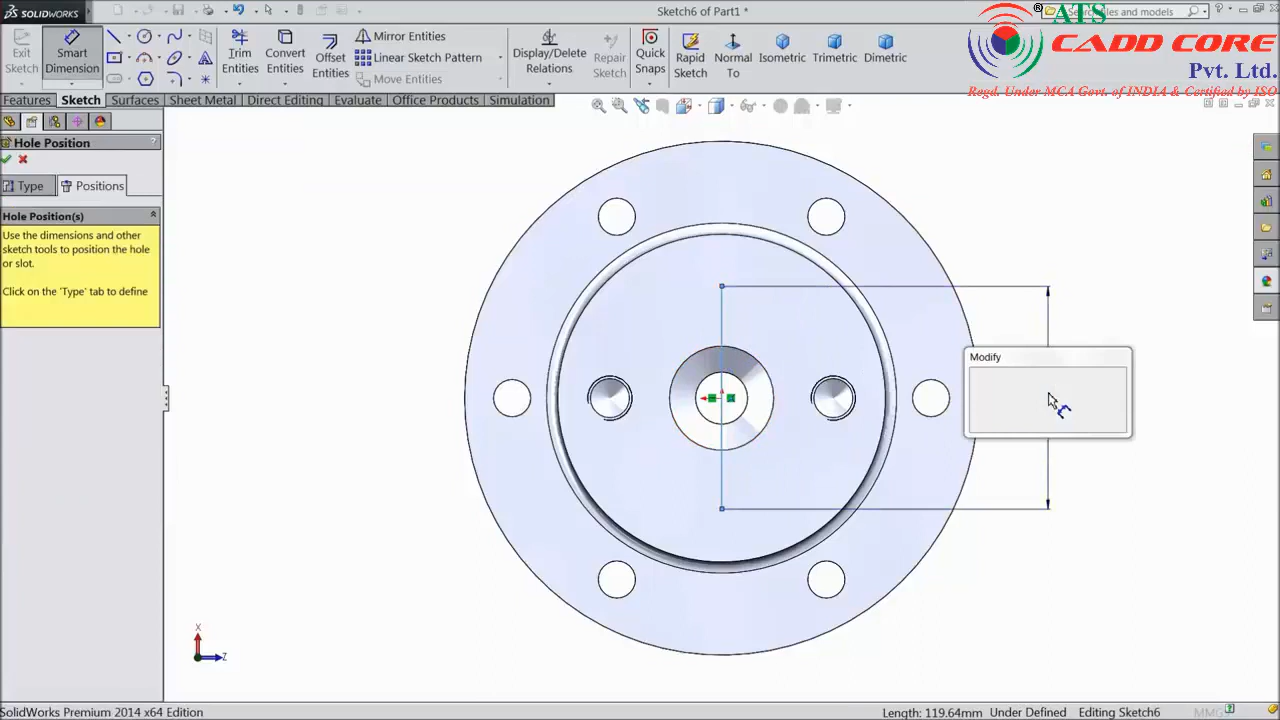 SOLIDWORKS
Sketch6 of Part1 *
Search files and models
®
ATS
CADD CORE
Pvt. Ltd.
Regd. Under MCA Govt. of INDIA & Certified by ISO
Exit Sketch
Smart Dimension
Trim Entities
Convert Entities
Offset Entities
Mirror Entities
Linear Sketch Pattern
Move Entities
Display/Delete Relations
Repair Sketch
Quick Snaps
Rapid Sketch
Normal To
Isometric
Trimetric
Dimetric
Features
Sketch
Surfaces
Sheet Metal
Direct Editing
Evaluate
Office Products
Simulation
Hole Position
?
Type
Positions
Hole Position(s)
Use the dimensions and other
sketch tools to position the hole
or slot.
Click on the 'Type' tab to define
Modify
X
Z
SolidWorks Premium 2014 x64 Edition
Length: 119.64mm
Under Defined
Editing Sketch6